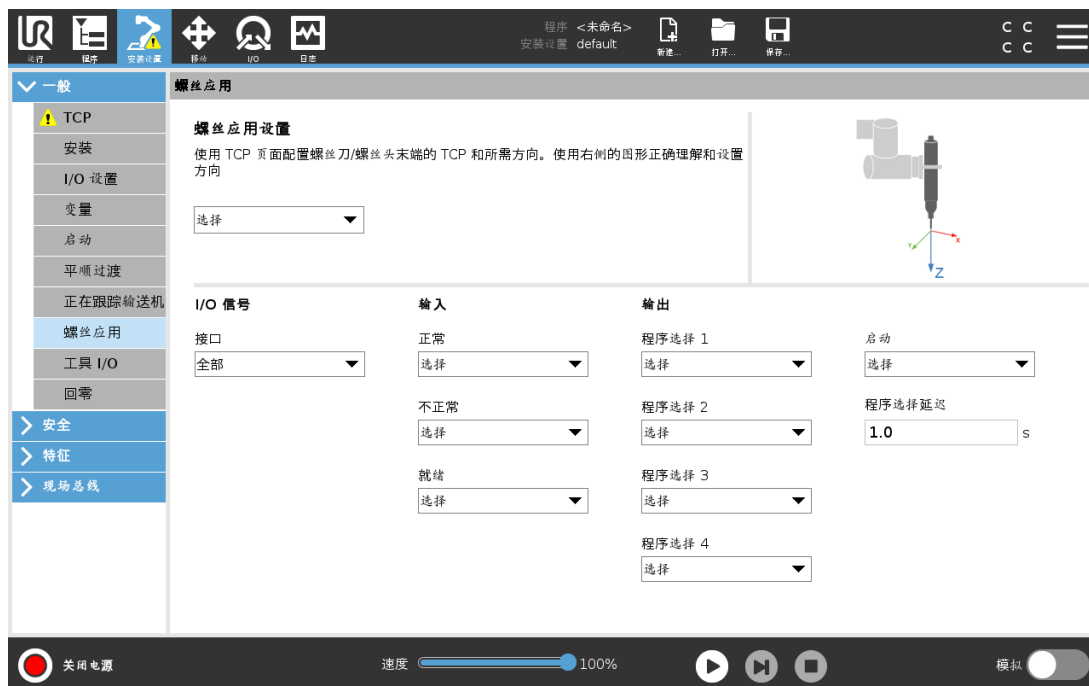 UR
运行
程序
安装设置
移动
I/O
日志
程序 <未命名>
安装设置 default
新建...
打开...
保存...
C C
C C
一般
TCP
安装
I/O 设置
变量
启动
平顺过渡
正在跟踪输送机
螺丝应用
工具 I/O
回零
安全
特征
现场总线
螺丝应用
螺丝应用设置
使用 TCP 页面配置螺丝刀/螺丝头末端的 TCP 和所需方向。使用右侧的图形正确理解和设置
方向
选择
Y
X
Z
I/O 信号
接口
全部
输入
正常
选择
不正常
选择
就绪
选择
输出
程序选择 1
选择
程序选择 2
选择
程序选择 3
选择
程序选择 4
选择
启动
选择
程序选择延迟
1.0 s
关闭电源
速度 100%
模拟